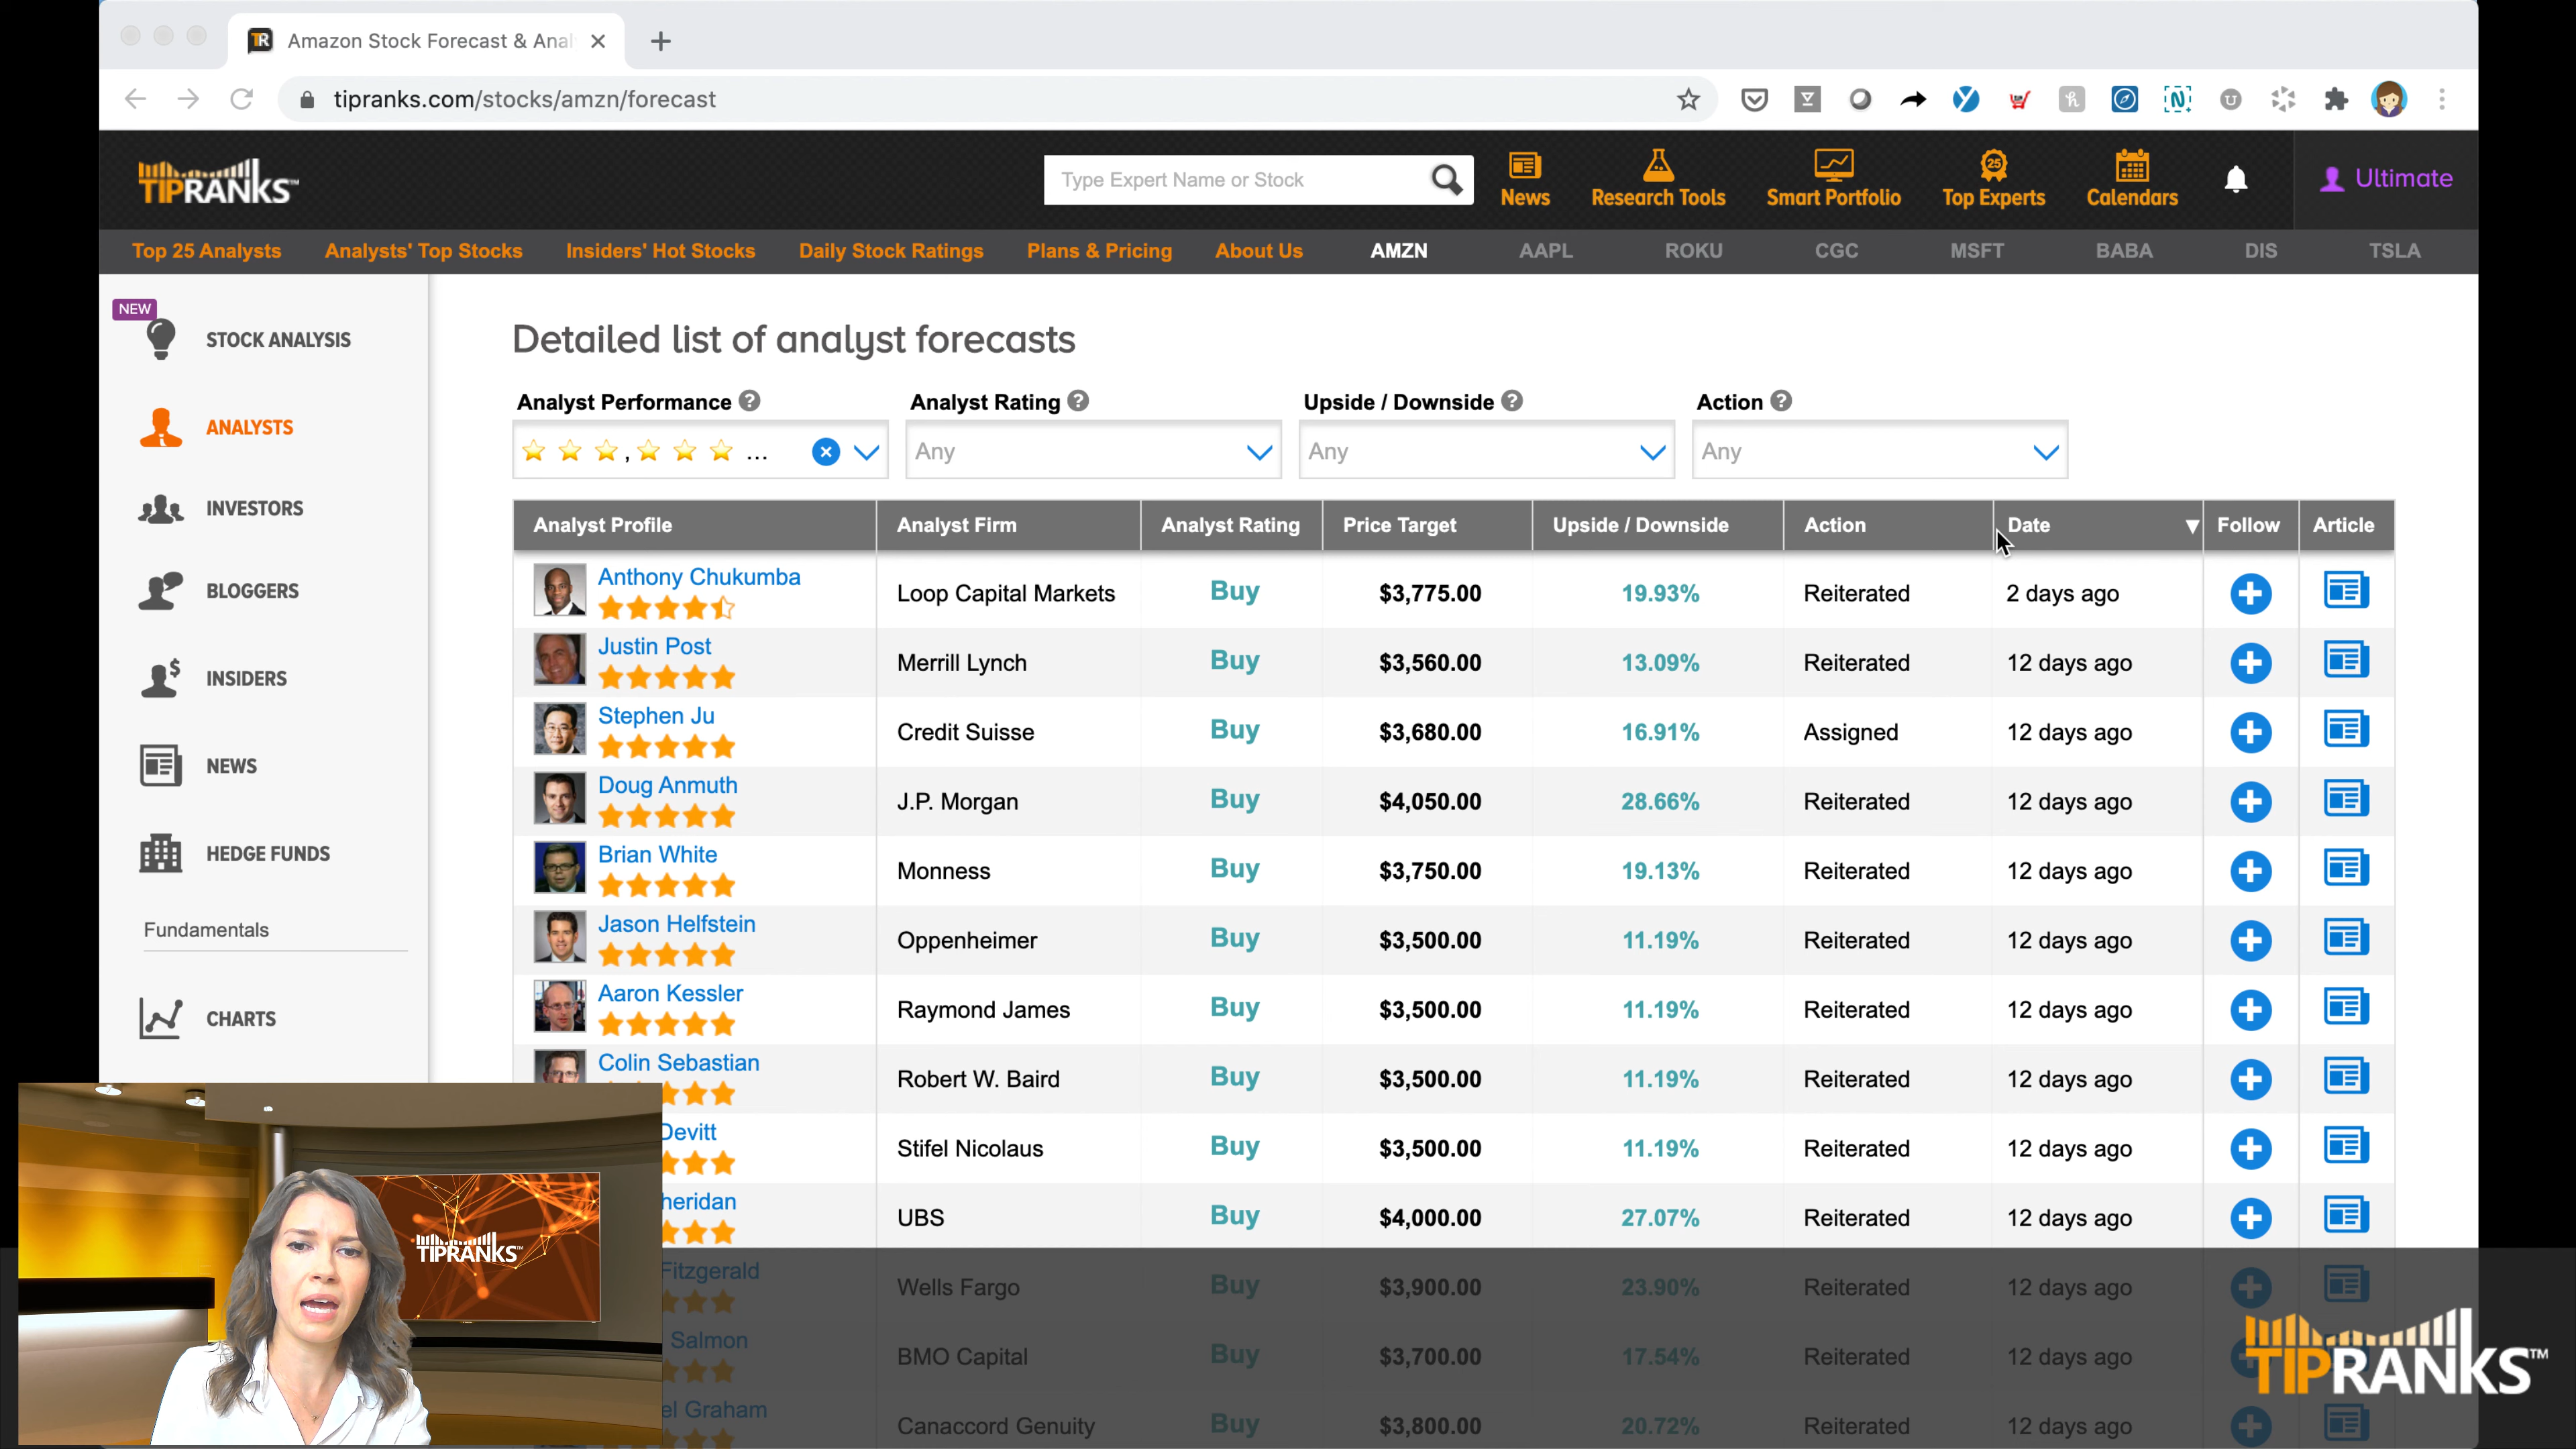 Amazon Stock Forecast & Anal
tipranks.com/stocks/amzn/forecast
TIPRANKS™
Type Expert Name or Stock
News
Research Tools
25
Smart Portfolio
Top Experts
Calendars
Ultimate
Top 25 Analysts Analysts' Top Stocks Insiders' Hot Stocks Daily Stock Ratings Plans & Pricing About Us AMZN AAPL ROKU CGC MSFT BABA DIS TSLA
NEW
STOCK ANALYSIS
ANALYSTS
INVESTORS
BLOGGERS
INSIDERS
NEWS
HEDGE FUNDS
Fundamentals
CHARTS
Detailed list of analyst forecasts
Analyst Performance ? Analyst Rating ? Upside / Downside ? Action ?
, ... Any Any Any
Analyst Profile Analyst Firm Analyst Rating Price Target Upside / Downside Action Date ▼ Follow Article
Anthony Chukumba Loop Capital Markets Buy $3,775.00 19.93% Reiterated 2 days ago
Justin Post Merrill Lynch Buy $3,560.00 13.09% Reiterated 12 days ago
Stephen Ju Credit Suisse Buy $3,680.00 16.91% Assigned 12 days ago
Doug Anmuth J.P. Morgan Buy $4,050.00 28.66% Reiterated 12 days ago
Brian White Monness Buy $3,750.00 19.13% Reiterated 12 days ago
Jason Helfstein Oppenheimer Buy $3,500.00 11.19% Reiterated 12 days ago
Aaron Kessler Raymond James Buy $3,500.00 11.19% Reiterated 12 days ago
Colin Sebastian Robert W. Baird Buy $3,500.00 11.19% Reiterated 12 days ago
Devitt Stifel Nicolaus Buy $3,500.00 11.19% Reiterated 12 days ago
heridan UBS Buy $4,000.00 27.07% Reiterated 12 days ago
Fitzgerald Wells Fargo Buy $3,900.00 23.90% Reiterated 12 days ago
Salmon BMO Capital Buy $3,700.00 17.54% Reiterated 12 days ago
el Graham Canaccord Genuity Buy $3,800.00 20.72% Reiterated 12 days ago
TIPRANKS™
TIPRANKS™